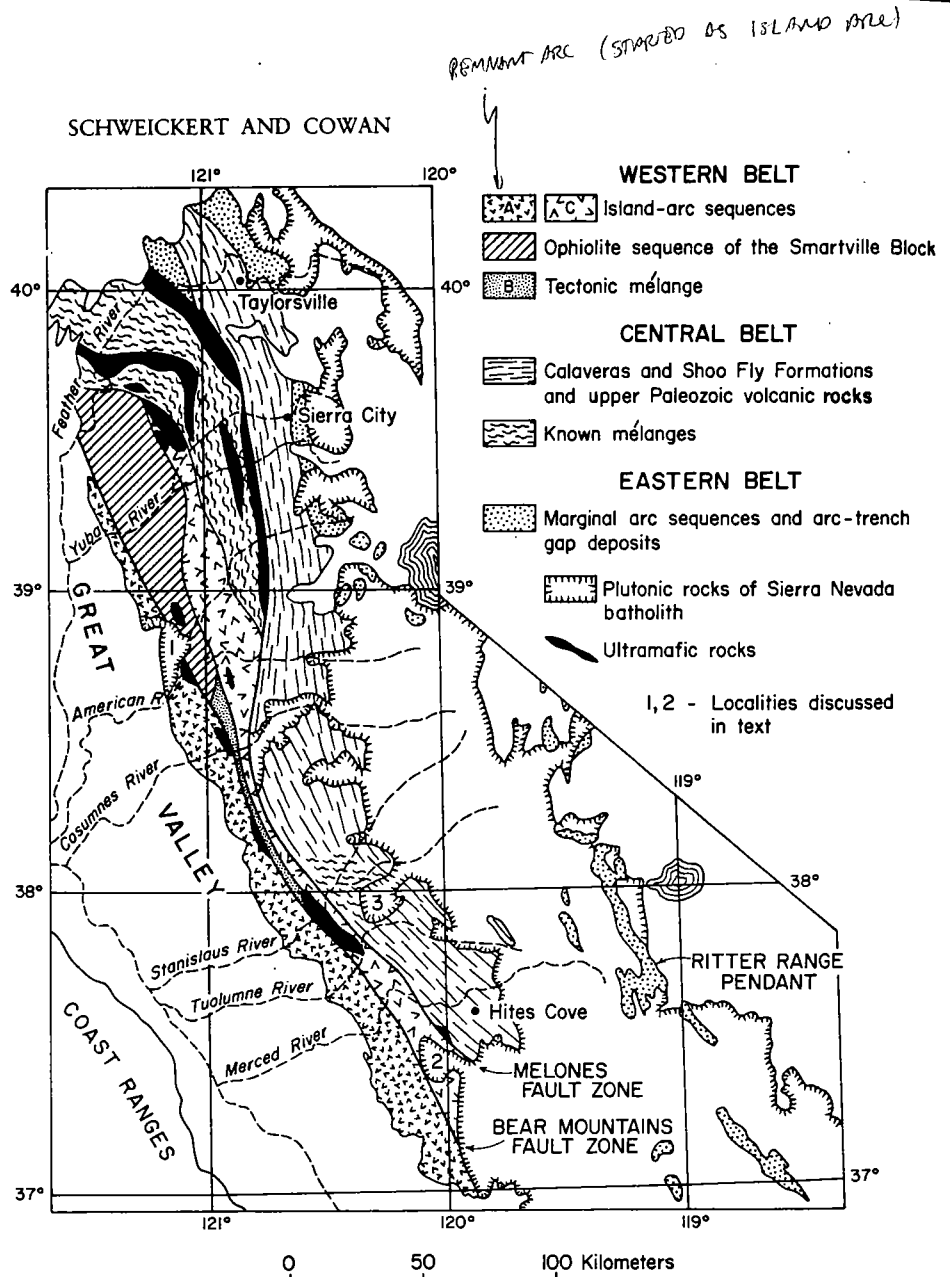 REMNANT ARC (STARTED AS ISLAND ARC)
SCHWEICKERT AND COWAN
121°
120°
WESTERN BELT
A C Island-arc sequences
Ophiolite sequence of the Smartville Block
B Tectonic mélange
CENTRAL BELT
Calaveras and Shoo Fly Formations
and upper Paleozoic volcanic rocks
Known mélanges
EASTERN BELT
Marginal arc sequences and arc-trench
gap deposits
Plutonic rocks of Sierra Nevada
batholith
Ultramafic rocks
1, 2 - Localities discussed
in text
40°
40°
Taylorsville
Feather River
Sierra City
Yuba River
39°
39°
GREAT VALLEY
1
American R.
Cosumnes River
119°
38°
38°
3
Stanislaus River
Tuolumne River
Merced River
COAST RANGES
RITTER RANGE
PENDANT
Hites Cove
2
MELONES
FAULT ZONE
BEAR MOUNTAINS
FAULT ZONE
37°
37°
121°
120°
119°
0 50 100 Kilometers